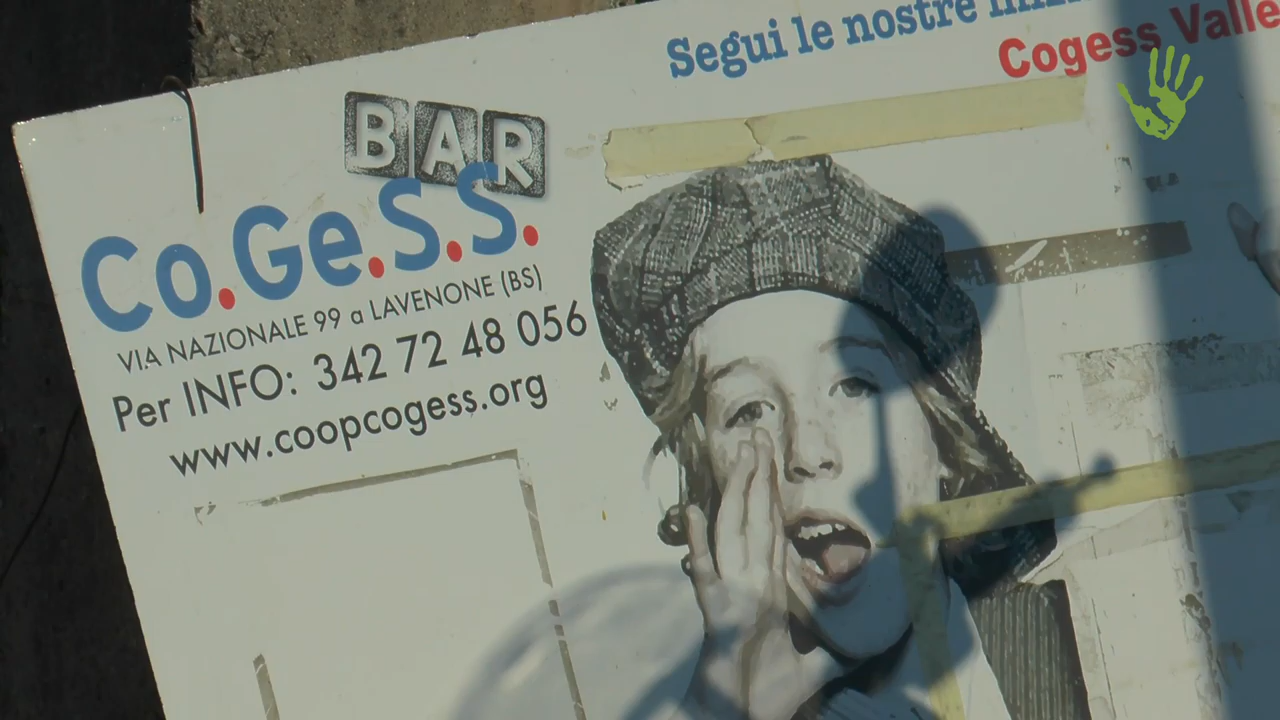 Segui le nostre
Cogess Valle
BAR
Co.Ge.S.S.
VIA NAZIONALE 99 a LAVENONE (BS)
Per INFO: 342 72 48 056
www.coopcogess.org